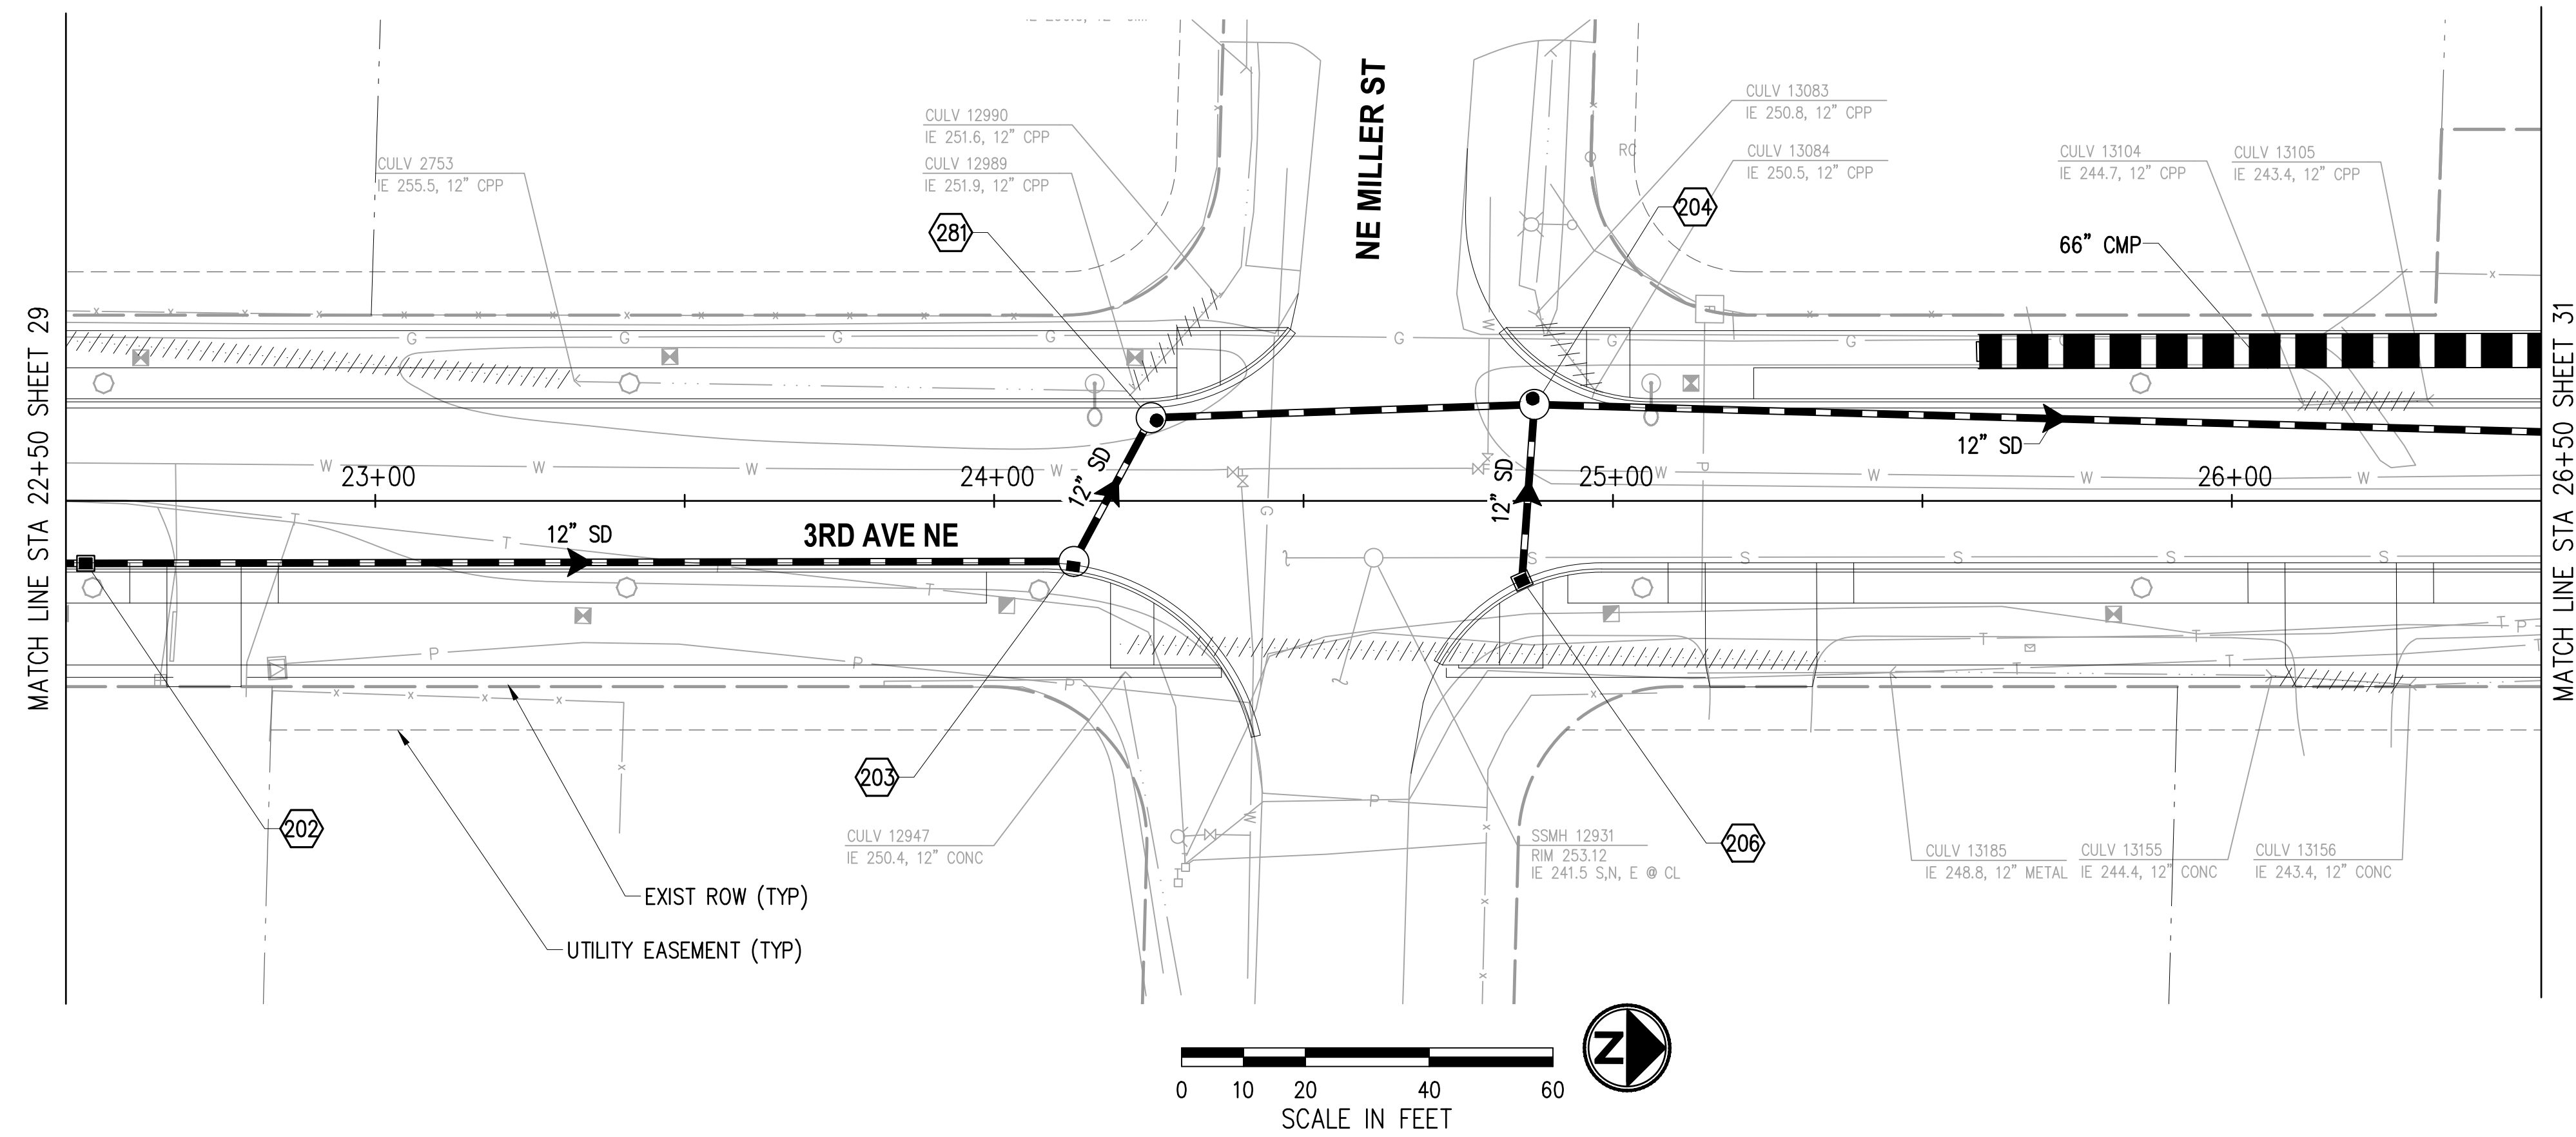 MATCH LINE STA 22+50 SHEET 29
MATCH LINE STA 26+50 SHEET 31
CULV 2753
IE 255.5, 12" CPP
CULV 12990
IE 251.6, 12" CPP
CULV 12989
IE 251.9, 12" CPP
281
NE MILLER ST
CULV 13083
IE 250.8, 12" CPP
CULV 13084
IE 250.5, 12" CPP
RC
204
CULV 13104
IE 244.7, 12" CPP
CULV 13105
IE 243.4, 12" CPP
66" CMP
G G G G G G G
W W W W W W W W
23+00
24+00
25+00
26+00
12" SD
12" SD
12" SD
12" SD
3RD AVE NE
S S S S S
T T T T T T T
P P P P
202
203
206
CULV 12947
IE 250.4, 12" CONC
SSMH 12931
RIM 253.12
IE 241.5 S,N, E @ CL
CULV 13185
IE 248.8, 12" METAL
CULV 13155
IE 244.4, 12" CONC
CULV 13156
IE 243.4, 12" CONC
EXIST ROW (TYP)
UTILITY EASEMENT (TYP)
Z
0 10 20 40 60
SCALE IN FEET